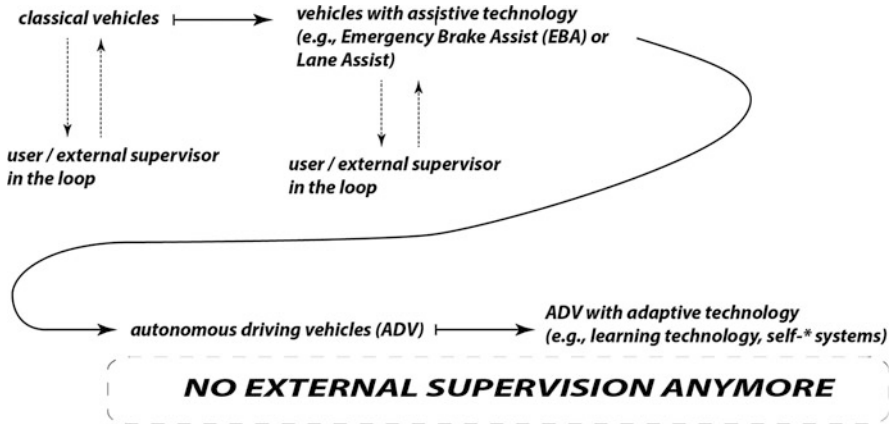 classical vehicles
vehicles with assistive technology
(e.g., Emergency Brake Assist (EBA) or
Lane Assist)
user / external supervisor
in the loop
user / external supervisor
in the loop
autonomous driving vehicles (ADV)
ADV with adaptive technology
(e.g., learning technology, self-* systems)
NO EXTERNAL SUPERVISION ANYMORE